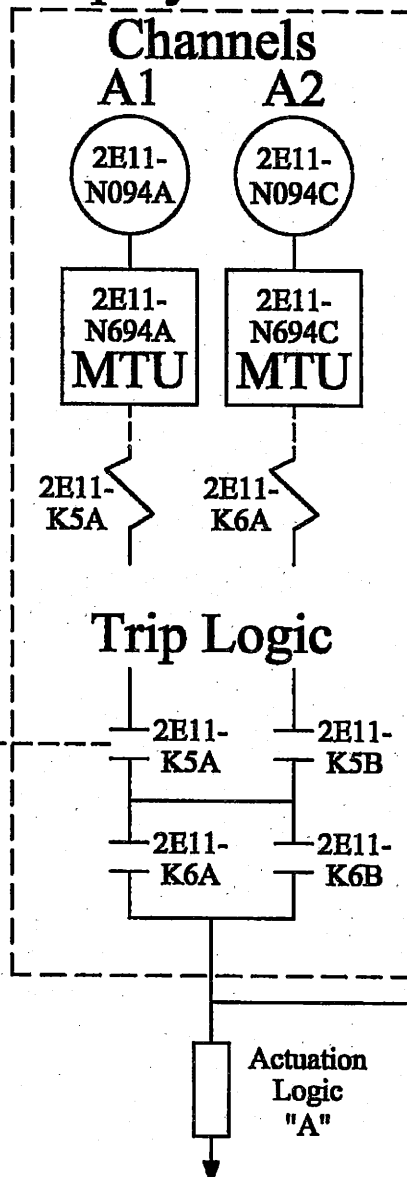 Channels
A1 A2
2E11- 2E11-
N094A N094C
2E11- 2E11-
N694A N694C
MTU MTU
2E11- 2E11-
K5A K6A
Trip Logic
2E11- 2E11-
K5A K5B
2E11- 2E11-
K6A K6B
Actuation
Logic
"A"